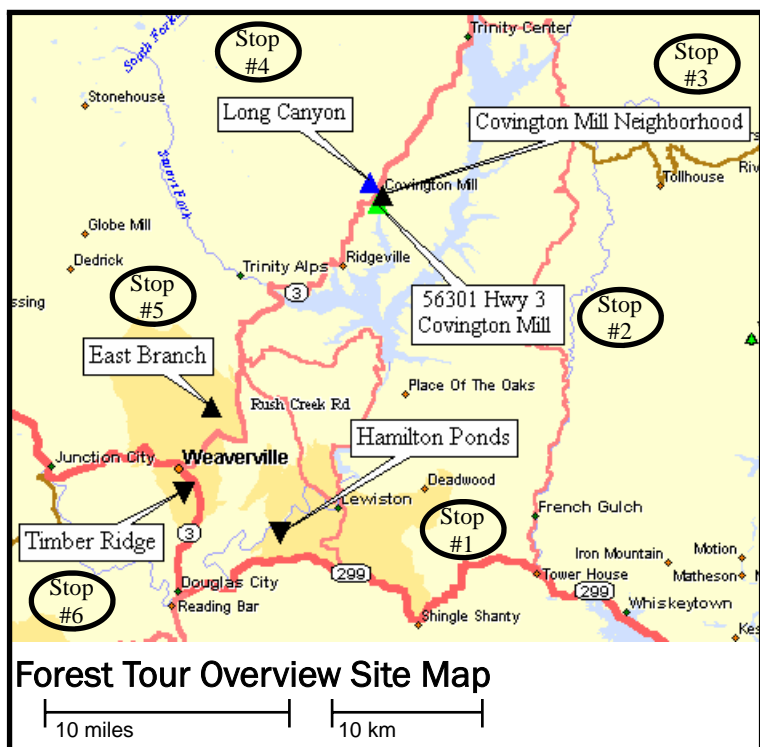 Trinity Center
South Fork
Stop
#4
Stop
#3
Stonehouse
Long Canyon
Covington Mill Neighborhood
Swift Fork
Covington Mill
Tollhouse
Globe Mill
Dedrick
Trinity Alps
Ridgeville
ssing
Stop
#5
3
56301 Hwy 3
Covington Mill
Stop
#2
East Branch
Place Of The Oaks
Rush Creek Rd
Hamilton Ponds
Junction City
Weaverville
Deadwood
Lewiston
French Gulch
Stop
#1
Timber Ridge
3
Iron Mountain
Motion
299
Tower House
Matheson
Stop
#6
Douglas City
299
Reading Bar
Whiskeytown
Shingle Shanty
Forest Tour Overview Site Map
10 miles
10 km